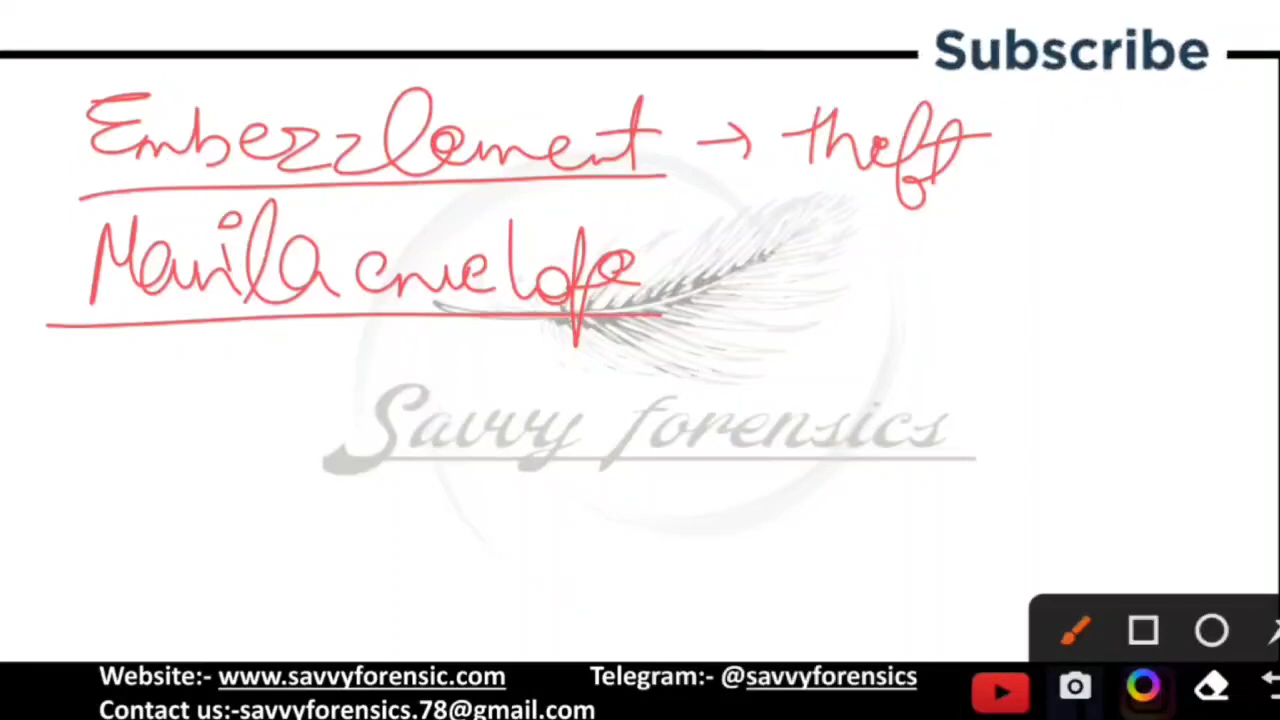 Subscribe
Embezzlement → theft
Manila envelope
Savvy forensics
Website:- www.savvyforensic.com Telegram:- @savvyforensics
Contact us:-savvyforensics.78@gmail.com